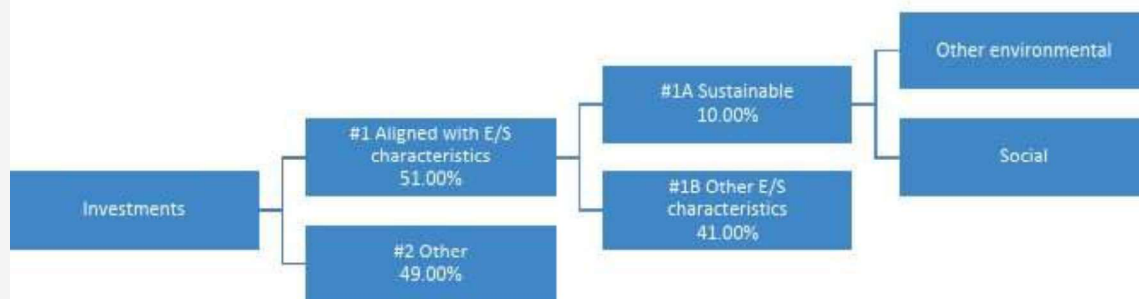 Investments
#1 Aligned with E/S
characteristics
51.00%
#2 Other
49.00%
#1A Sustainable
10.00%
#1B Other E/S
characteristics
41.00%
Other environmental
Social